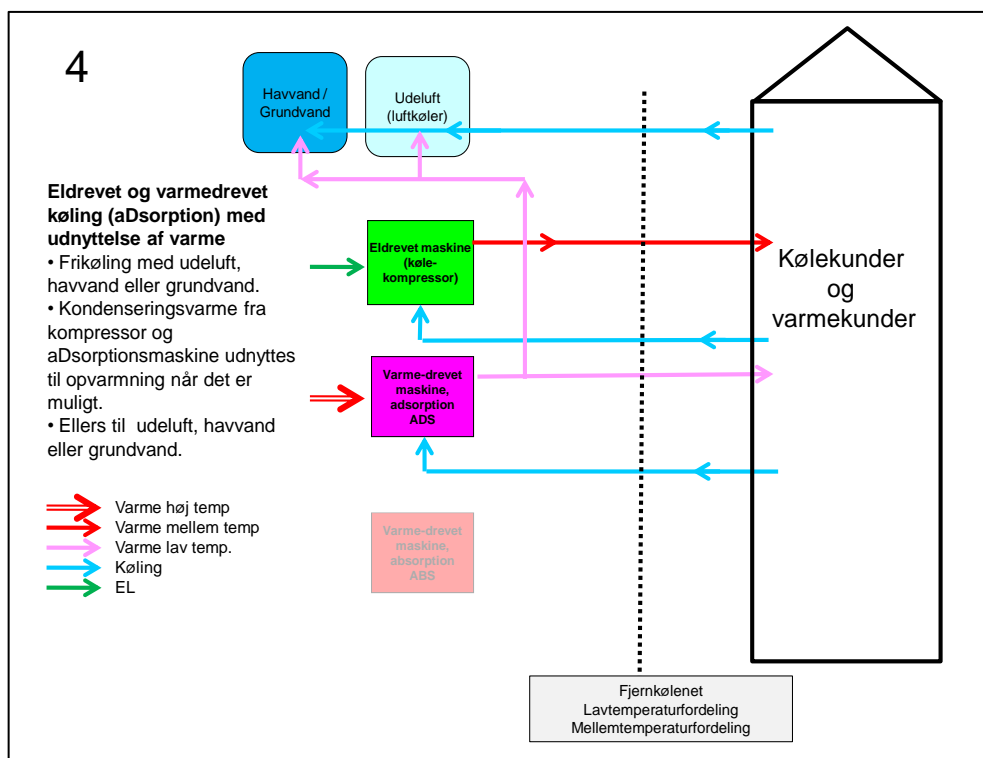 4
Havvand /
Grundvand
Udeluft
(luftkøler)
Eldrevet og varmedrevet
køling (aDsorption) med
udnyttelse af varme
• Frikøling med udeluft,
havvand eller grundvand.
• Kondenseringsvarme fra
kompressor og
aDsorptionsmaskine udnyttes
til opvarmning når det er
muligt.
• Ellers til udeluft, havvand
eller grundvand.
Eldrevet maskine
(køle-
kompressor)
Varme-drevet
maskine,
adsorption
ADS
Varme-drevet
maskine,
absorption
ABS
Kølekunder
og
varmekunder
Varme høj temp
Varme mellem temp
Varme lav temp.
Køling
EL
Fjernkølenet
Lavtemperaturfordeling
Mellemtemperaturfordeling